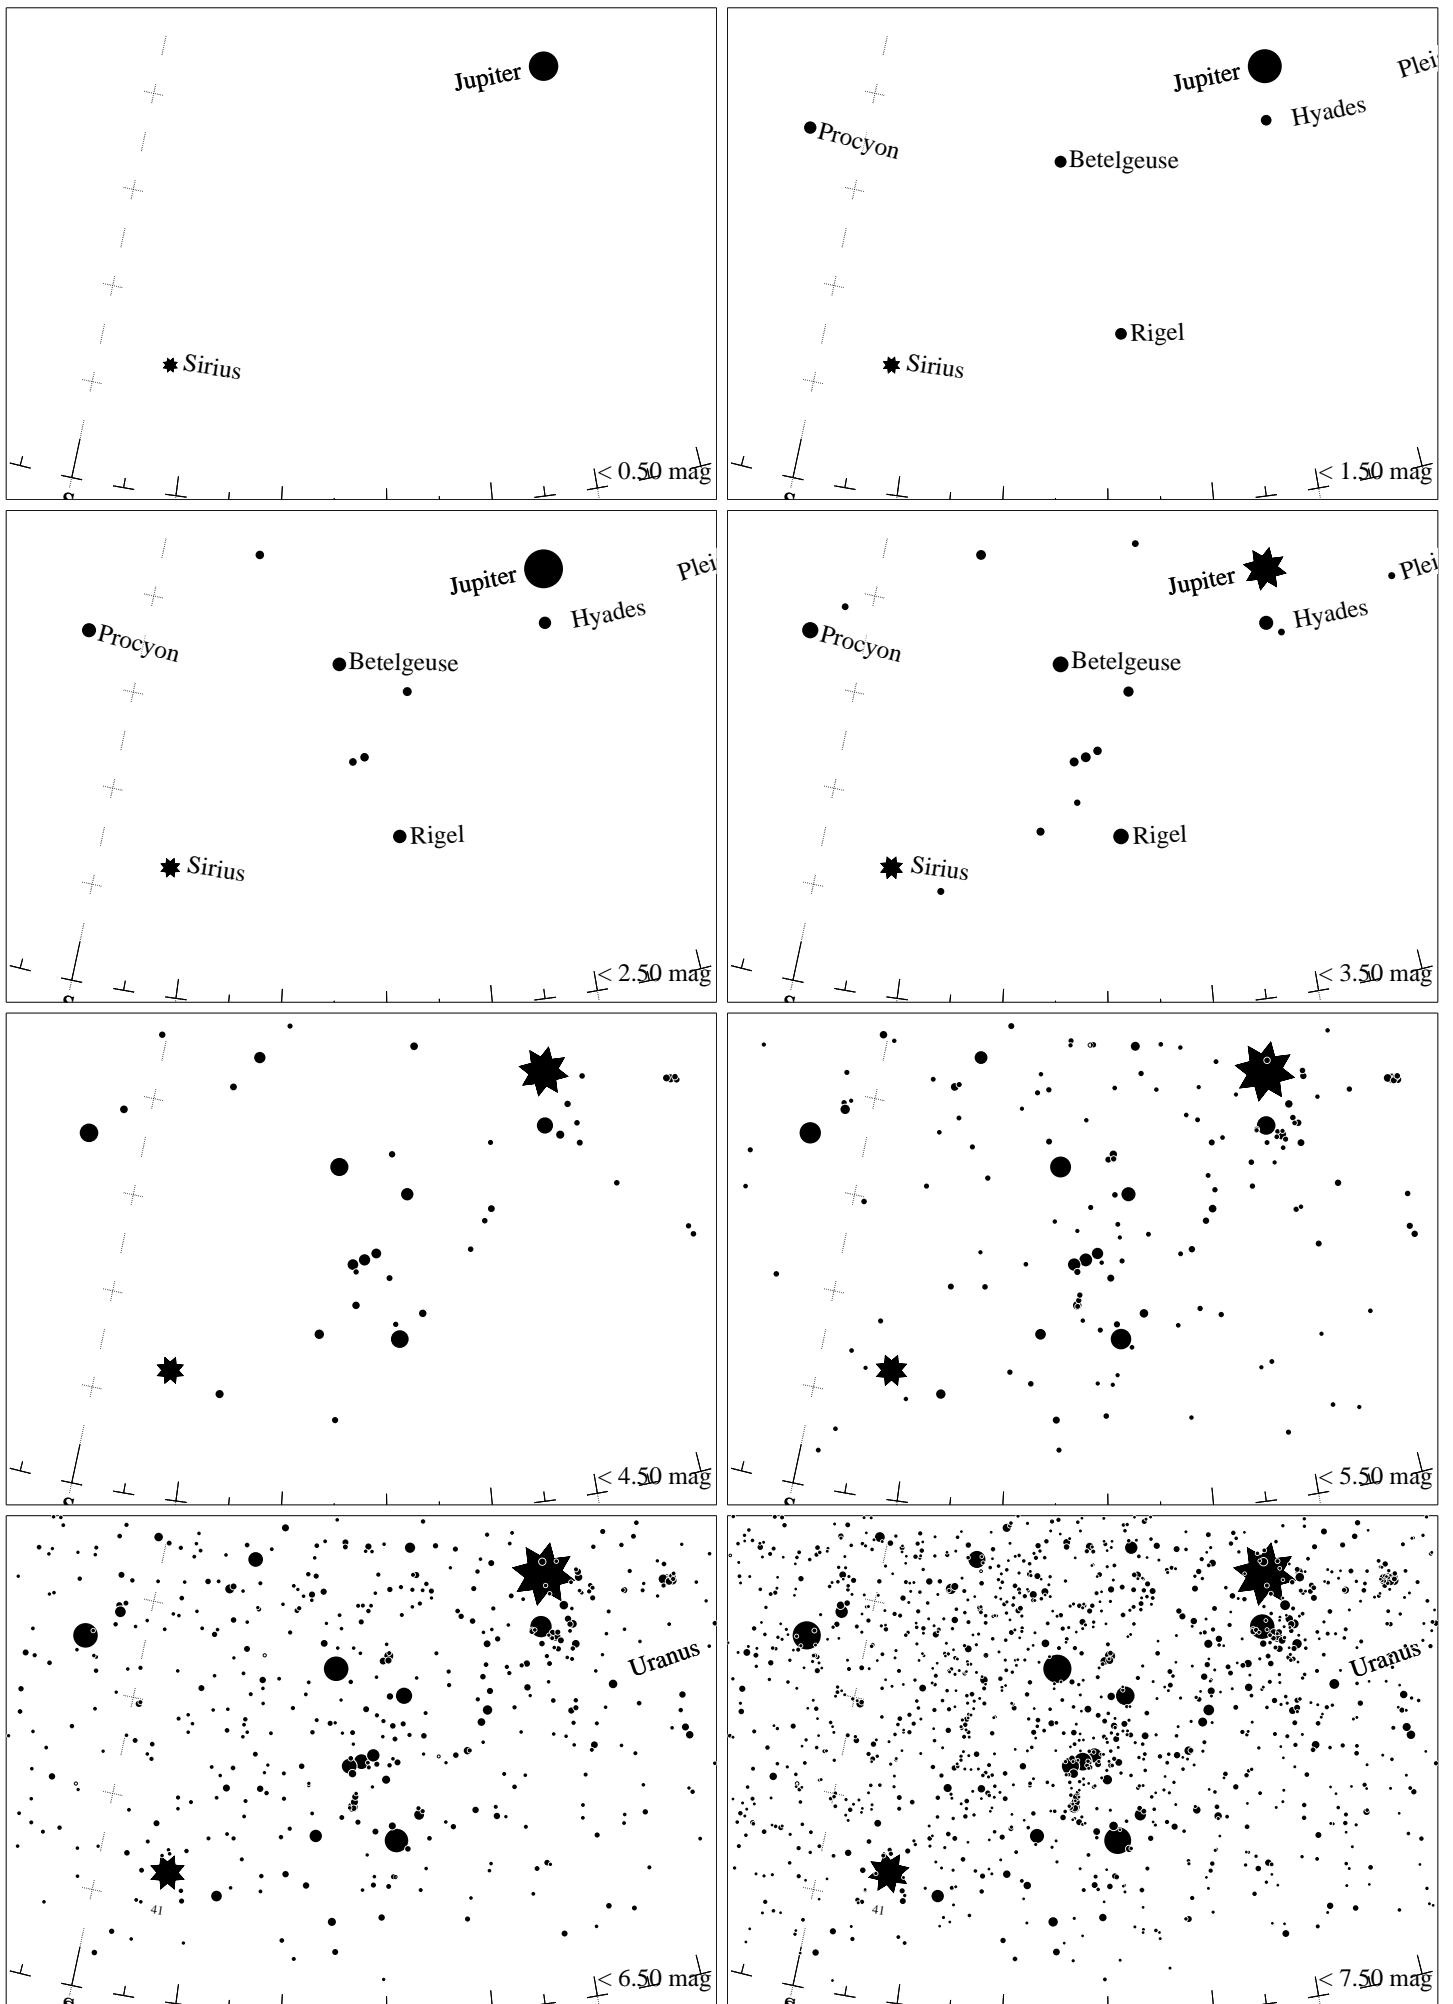 Jupiter
Sirius
S
< 0.50 mag
Jupiter
Plei
Hyades
Procyon
Betelgeuse
Rigel
Sirius
S
< 1.50 mag
Jupiter
Plei
Hyades
Procyon
Betelgeuse
Rigel
Sirius
S
< 2.50 mag
Jupiter
Plei
Hyades
Procyon
Betelgeuse
Rigel
Sirius
S
< 3.50 mag
S
< 4.50 mag
S
< 5.50 mag
Uranus
41
S
< 6.50 mag
Uranus
41
S
< 7.50 mag